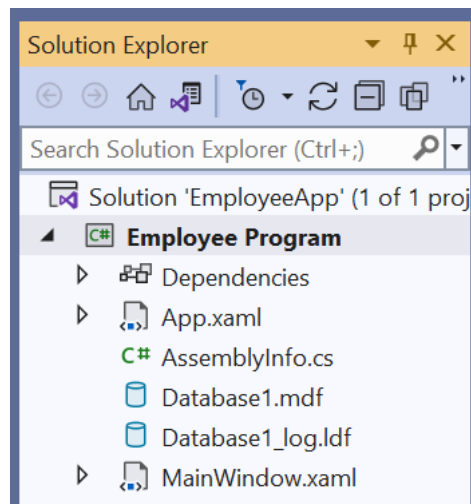 Solution Explorer
Search Solution Explorer (Ctrl+;)
Solution 'EmployeeApp' (1 of 1 proj
C# Employee Program
Dependencies
App.xaml
C# AssemblyInfo.cs
Database1.mdf
Database1_log.ldf
MainWindow.xaml